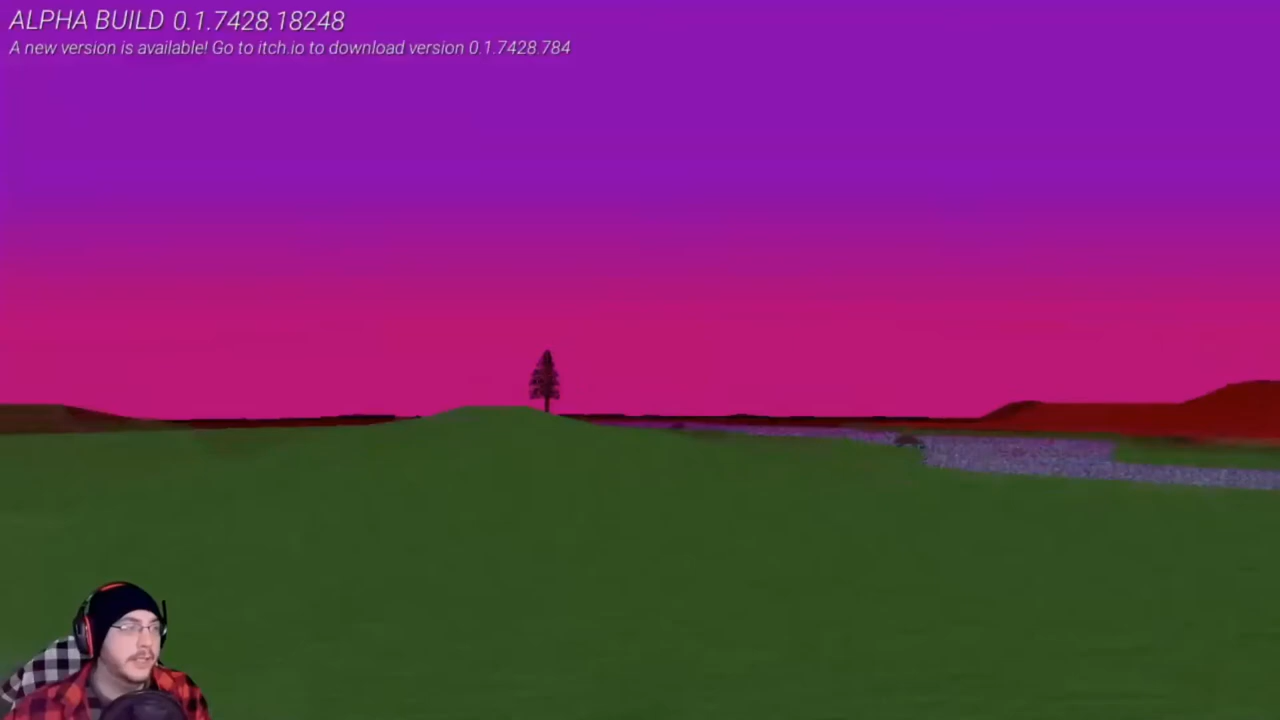 ALPHA BUILD 0.1.7428.18248
A new version is available! Go to itch.io to download version 0.1.7428.784